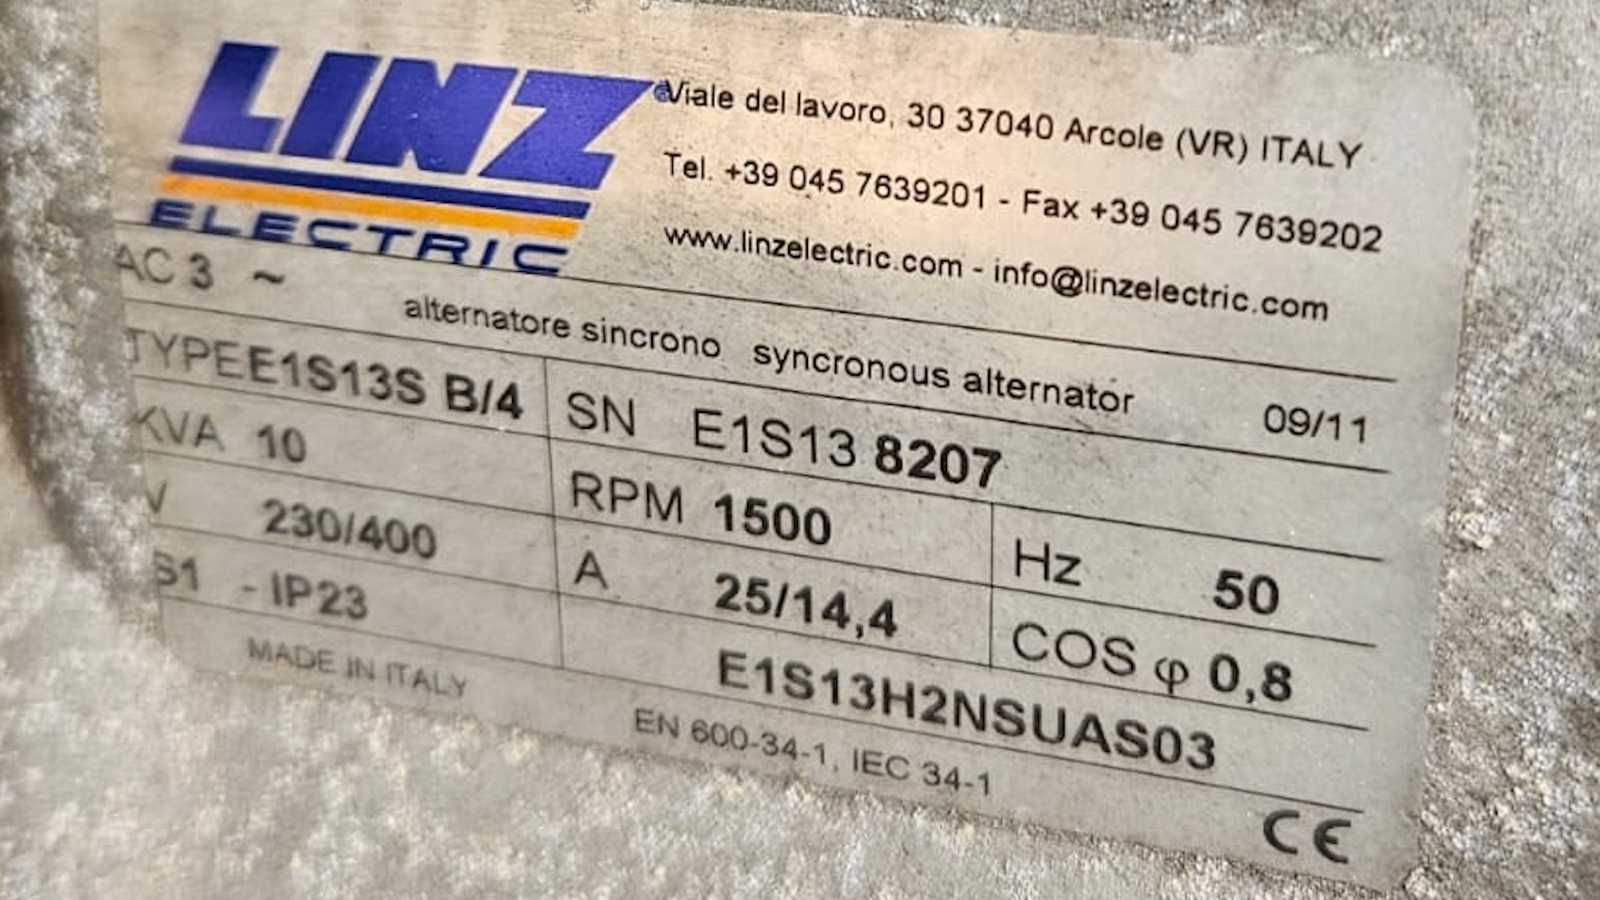 LINZ
ELECTRIC
®Viale del lavoro, 30 37040 Arcole (VR) ITALY
Tel. +39 045 7639201 - Fax +39 045 7639202
www.linzelectric.com - info@linzelectric.com
AC 3 ~
alternatore sincrono syncronous alternator 09/11
TYPE E1S13S B/4 SN E1S13 8207
KVA 10 RPM 1500 Hz 50
V 230/400 A 25/14,4 COS φ 0,8
S1 - IP23 E1S13H2NSUAS03
MADE IN ITALY EN 600-34-1, IEC 34-1
CE